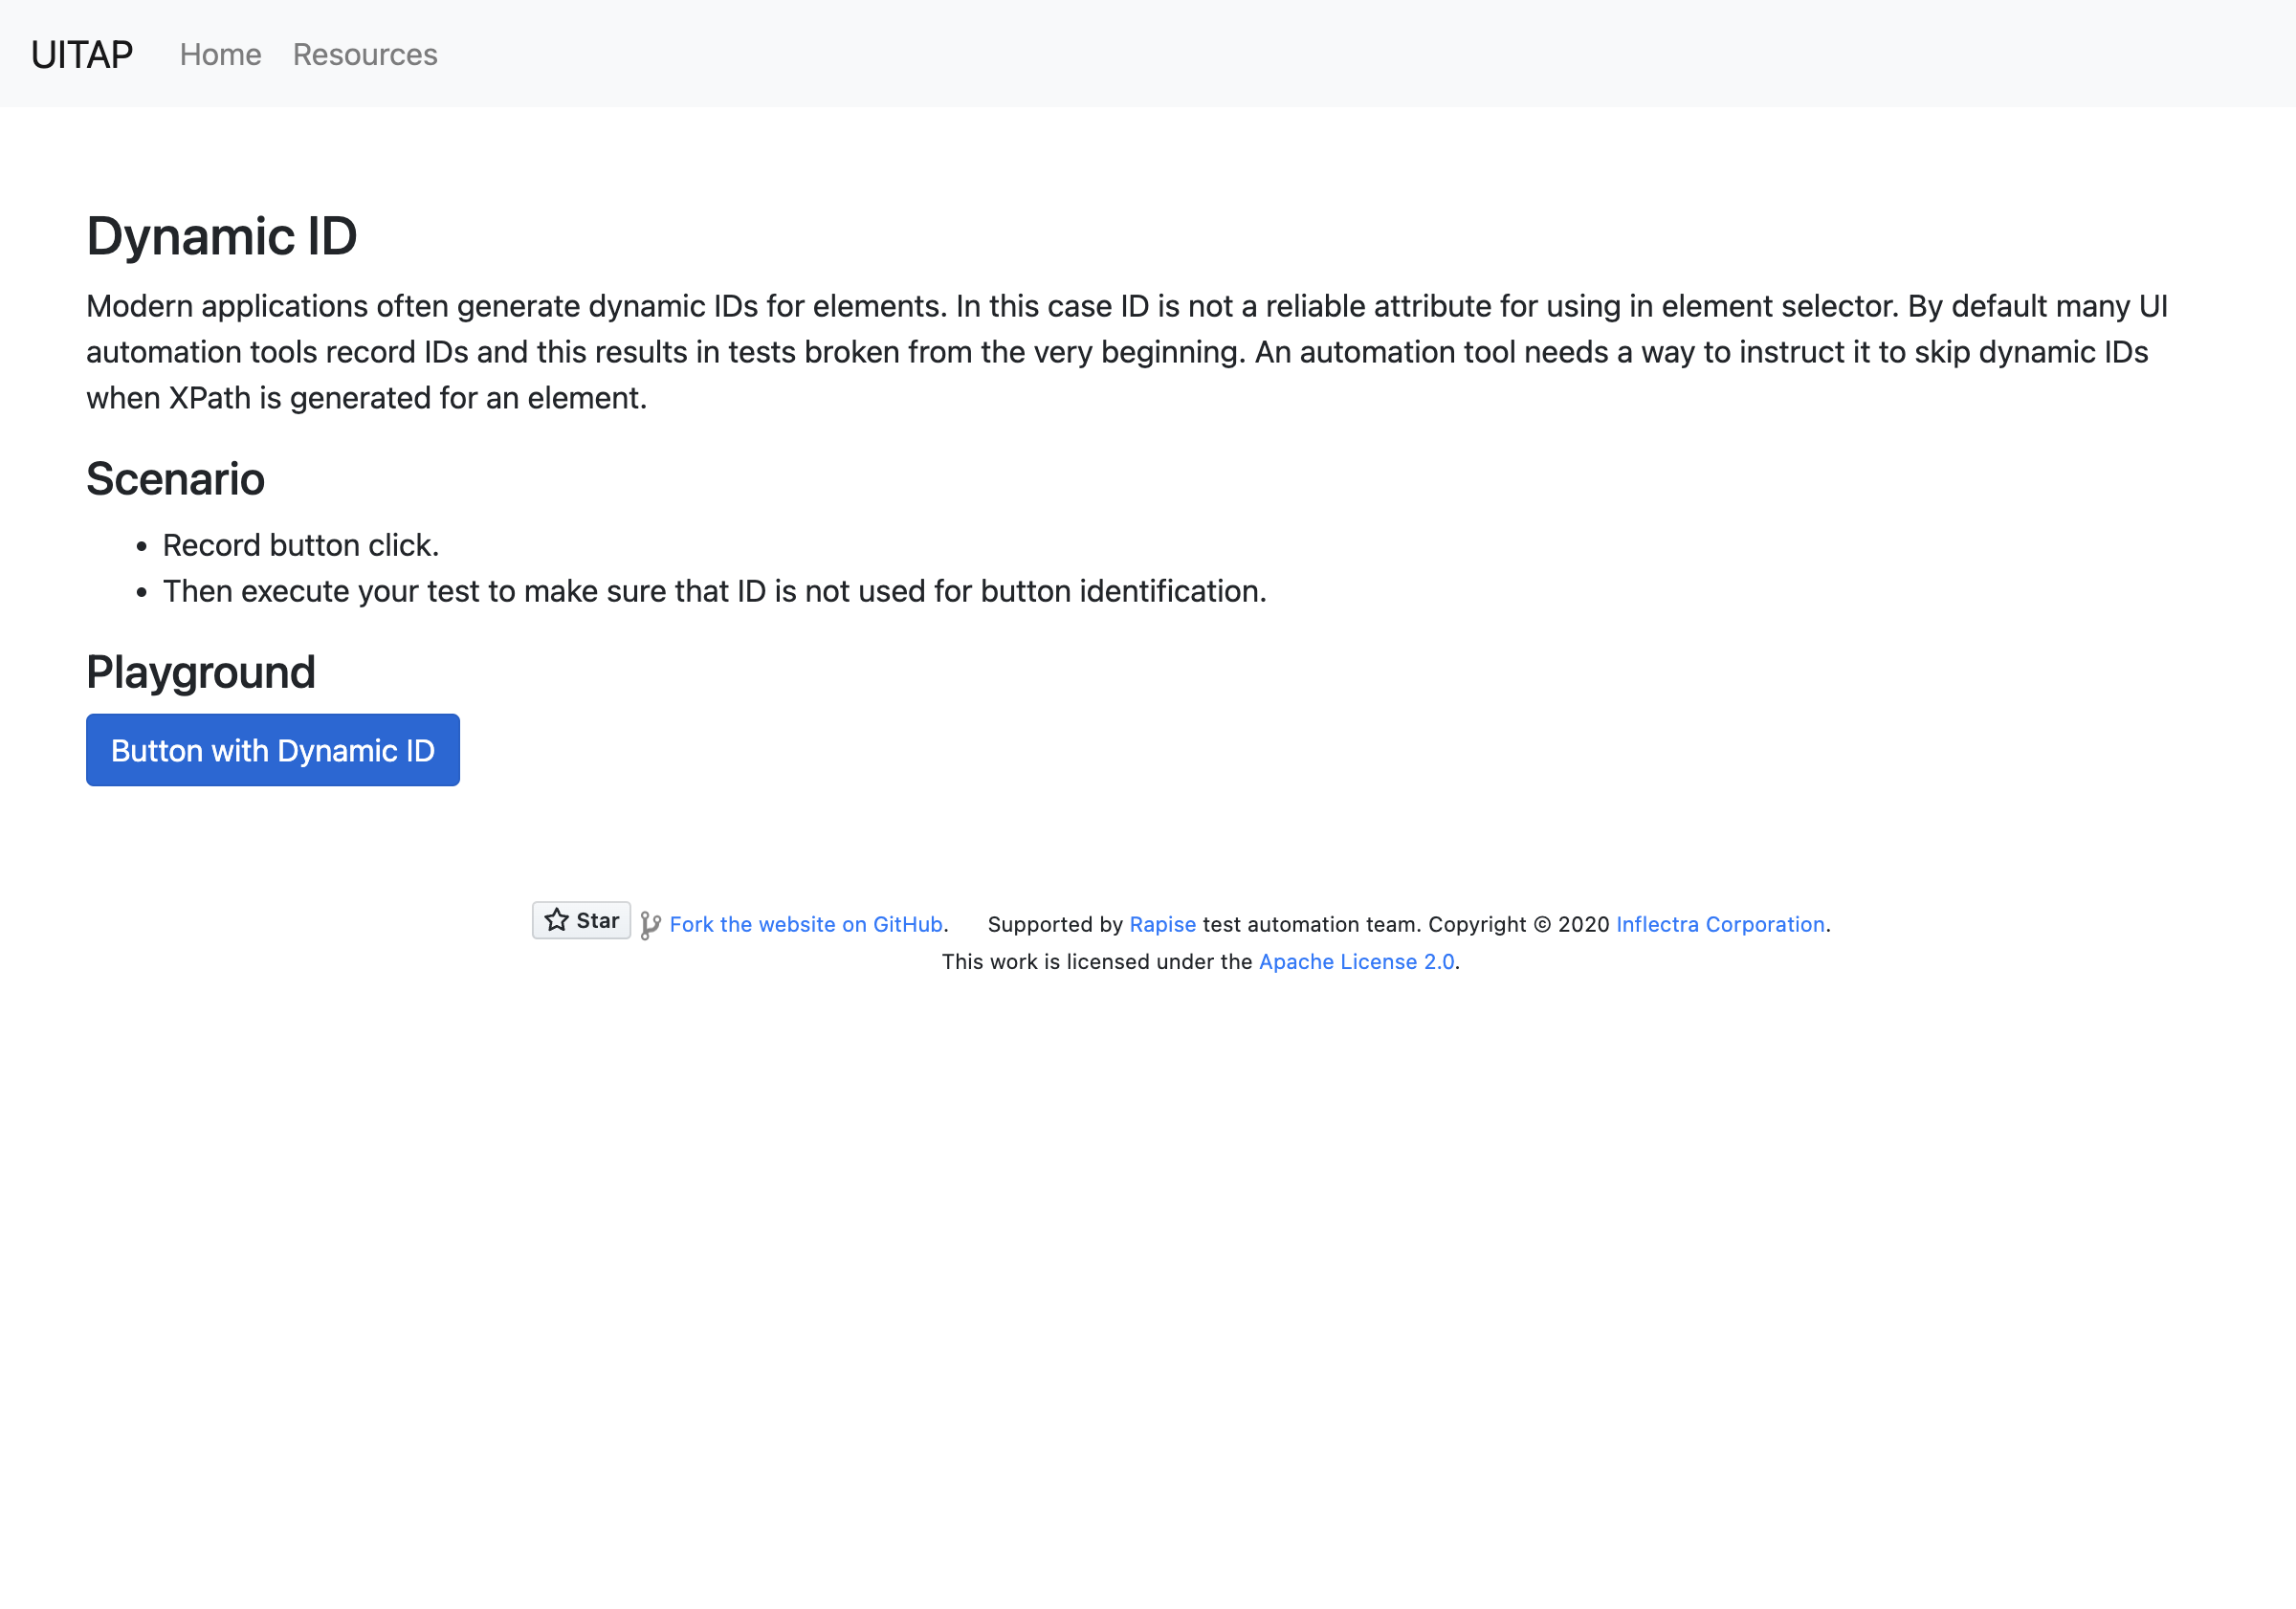 UITAP Home Resources
Dynamic ID
Modern applications often generate dynamic IDs for elements. In this case ID is not a reliable attribute for using in element selector. By default many UI
automation tools record IDs and this results in tests broken from the very beginning. An automation tool needs a way to instruct it to skip dynamic IDs
when XPath is generated for an element.
Scenario
• Record button click.
• Then execute your test to make sure that ID is not used for button identification.
Playground
Button with Dynamic ID
Star Fork the website on GitHub. Supported by Rapise test automation team. Copyright © 2020 Inflectra Corporation.
This work is licensed under the Apache License 2.0.